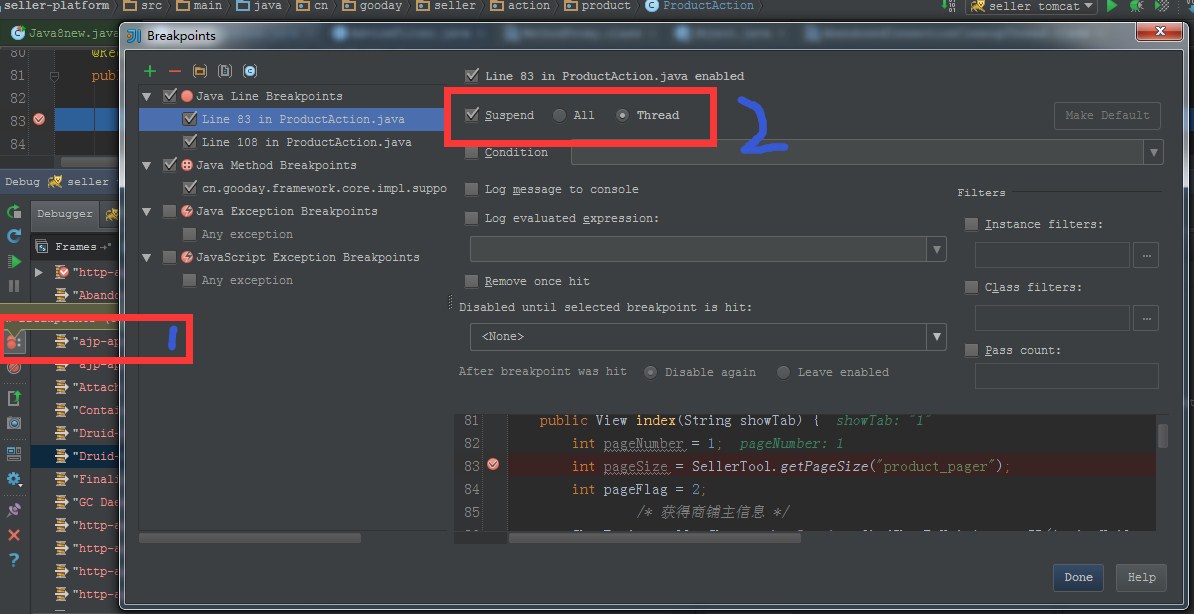 seller-platform src main java cn gooday seller action product ProductAction seller tomcat
Java8new.java
80 @Re
81 pub
82
83
84
Debug seller
Debugger
Frames
"http-a
"Abando
"ajp-ap
"ajp-ap
"Attach
"Contai
"Druid-
"Druid-
"Finali
"GC Dae
"http-a
"http-a
"http-a
"http-a
1
Breakpoints
Java Line Breakpoints
Line 83 in ProductAction.java
Line 108 in ProductAction.java
Java Method Breakpoints
cn.gooday.framework.core.impl.suppo
Java Exception Breakpoints
Any exception
JavaScript Exception Breakpoints
Any exception
Line 83 in ProductAction.java enabled
Suspend All Thread
2
Make Default
Condition
Log message to console
Log evaluated expression:
Remove once hit
Disabled until selected breakpoint is hit:
<None>
After breakpoint was hit Disable again Leave enabled
Filters
Instance filters:
...
Class filters:
...
Pass count:
81 public View index(String showTab) { showTab: "1"
82 int pageNumber = 1; pageNumber: 1
83 int pageSize = SellerTool.getPageSize("product_pager");
84 int pageFlag = 2;
85 /* 获得商铺主信息 */
Done Help